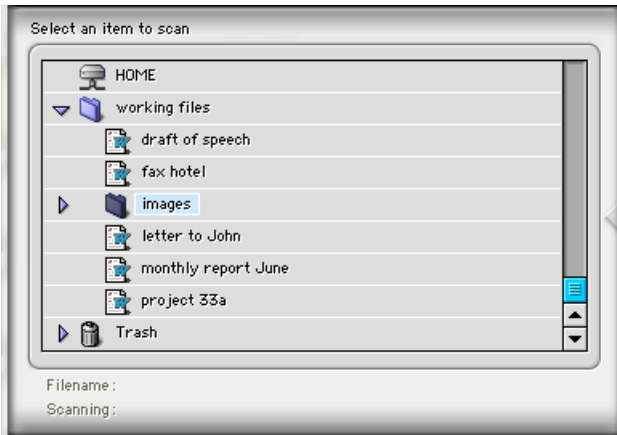 Select an item to scan
HOME
working files
draft of speech
fax hotel
images
letter to John
monthly report June
project 33a
Trash
Filename:
Scanning: